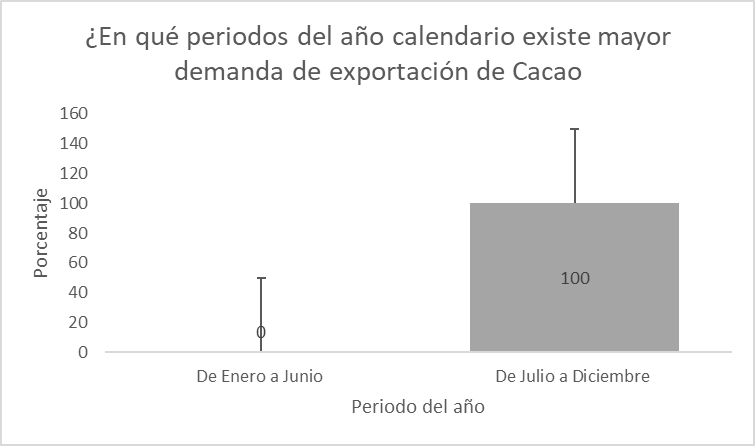 ¿En qué periodos del año calendario existe mayor
demanda de exportación de Cacao
160
140
120
100
80
60
40
20
0
Porcentaje
0
100
De Enero a Junio
De Julio a Diciembre
Periodo del año